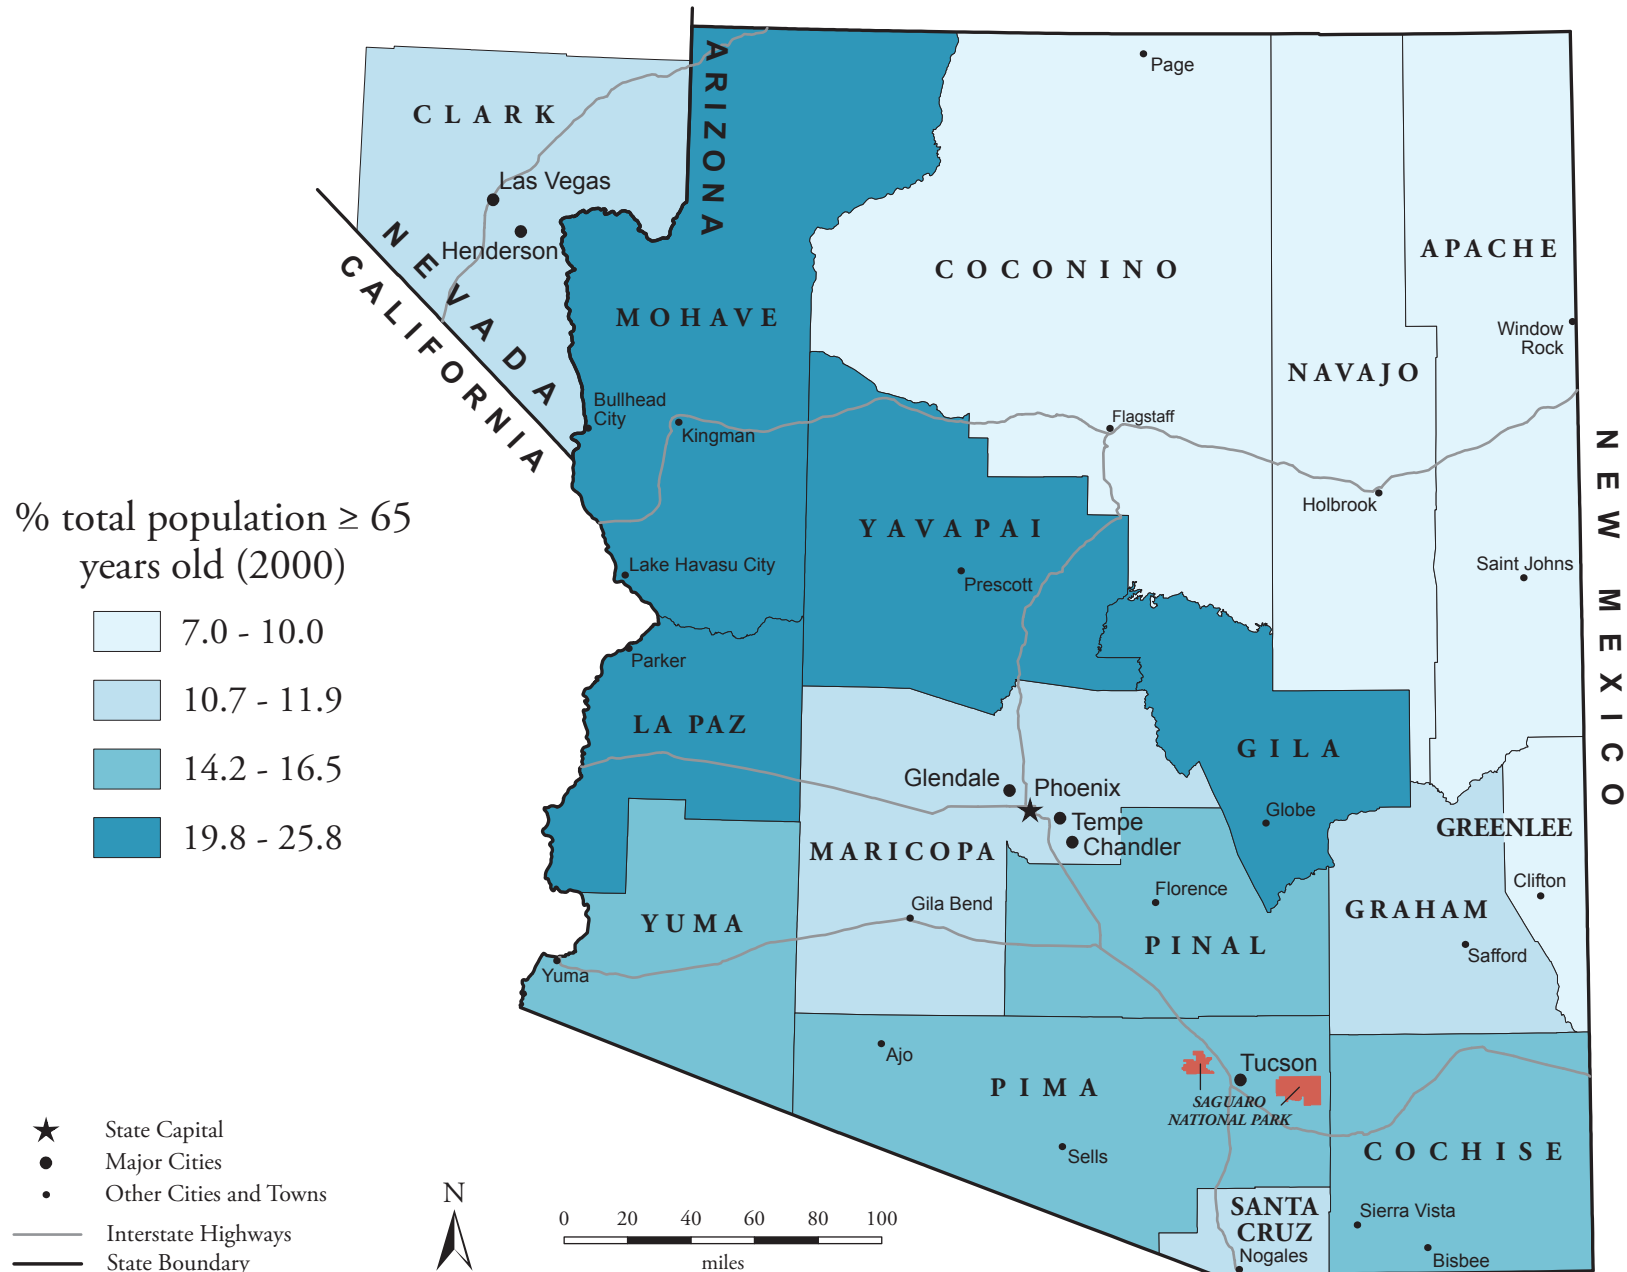 Page
ARIZONA
CLARK
Las Vegas
Henderson
NEVADA
CALIFORNIA
COCONINO
APACHE
MOHAVE
Window
Rock
NAVAJO
Bullhead
City
Kingman
Flagstaff
NEW MEXICO
Holbrook
% total population ≥ 65
years old (2000)
7.0 - 10.0
10.7 - 11.9
14.2 - 16.5
19.8 - 25.8
YAVAPAI
Prescott
Lake Havasu City
Saint Johns
Parker
LA PAZ
GILA
Glendale
Phoenix
Tempe
Chandler
Globe
GREENLEE
MARICOPA
Clifton
Florence
Gila Bend
GRAHAM
YUMA
PINAL
Safford
Yuma
Ajo
Tucson
PIMA
SAGUARO
NATIONAL PARK
Sells
COCHISE
SANTA
CRUZ
Sierra Vista
Nogales
Bisbee
State Capital
Major Cities
Other Cities and Towns
Interstate Highways
State Boundary
N
0 20 40 60 80 100
miles